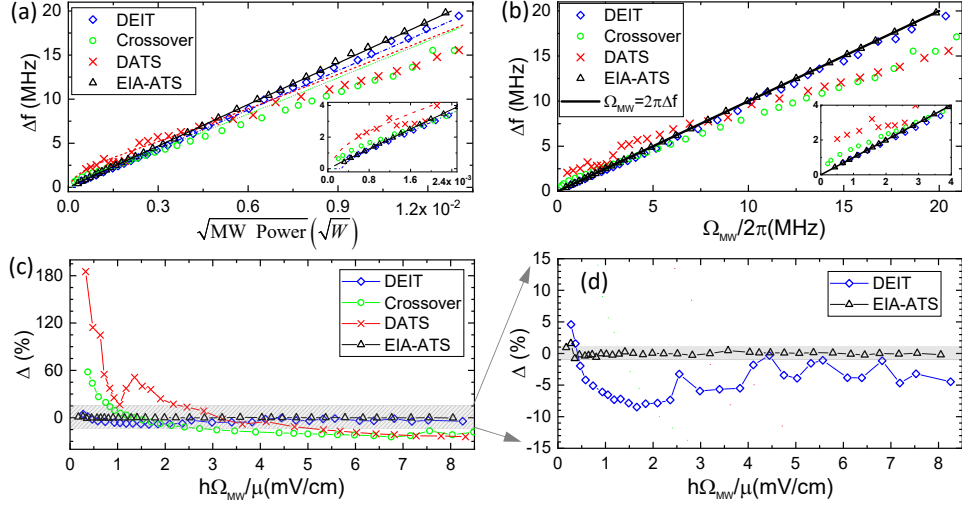 (a)
DEIT
Crossover
DATS
EIA-ATS
Δf (MHz)
20
15
10
5
0
0.0
0.3
0.6
0.9
1.2x 10⁻²
√MW Power (√W)
4
2
0
0.0
0.8
1.6
2.4x 10⁻³
(b)
DEIT
Crossover
DATS
EIA-ATS
Ω_MW=2πΔf
Δf (MHz)
20
15
10
5
0
0
5
10
15
20
Ω_MW/2π(MHz)
4
2
0
0
1
2
3
4
(c)
DEIT
Crossover
DATS
EIA-ATS
Δ (%)
180
120
60
0
0
1
2
3
4
5
6
7
8
hΩ_MW/μ(mV/cm)
(d)
DEIT
EIA-ATS
Δ (%)
15
10
5
0
-5
-10
-15
0
1
2
3
4
5
6
7
8
hΩ_MW/μ(mV/cm)